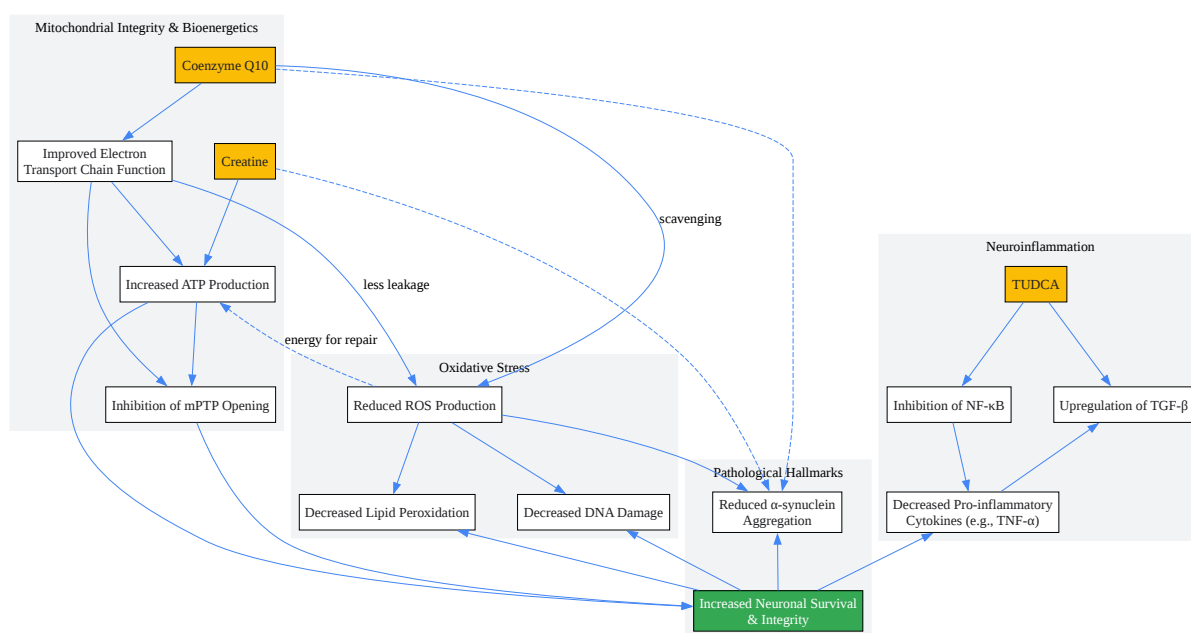 Mitochondrial Integrity & Bioenergetics
Coenzyme Q10
Improved Electron
Transport Chain Function
Creatine
scavenging
Neuroinflammation
TUDCA
Increased ATP Production
less leakage
energy for repair
Oxidative Stress
Inhibition of mPTP Opening
Reduced ROS Production
Inhibition of NF-κB
Upregulation of TGF-β
Pathological Hallmarks
Decreased Lipid Peroxidation
Decreased DNA Damage
Reduced α-synuclein
Aggregation
Decreased Pro-inflammatory
Cytokines (e.g., TNF-α)
Increased Neuronal Survival
& Integrity